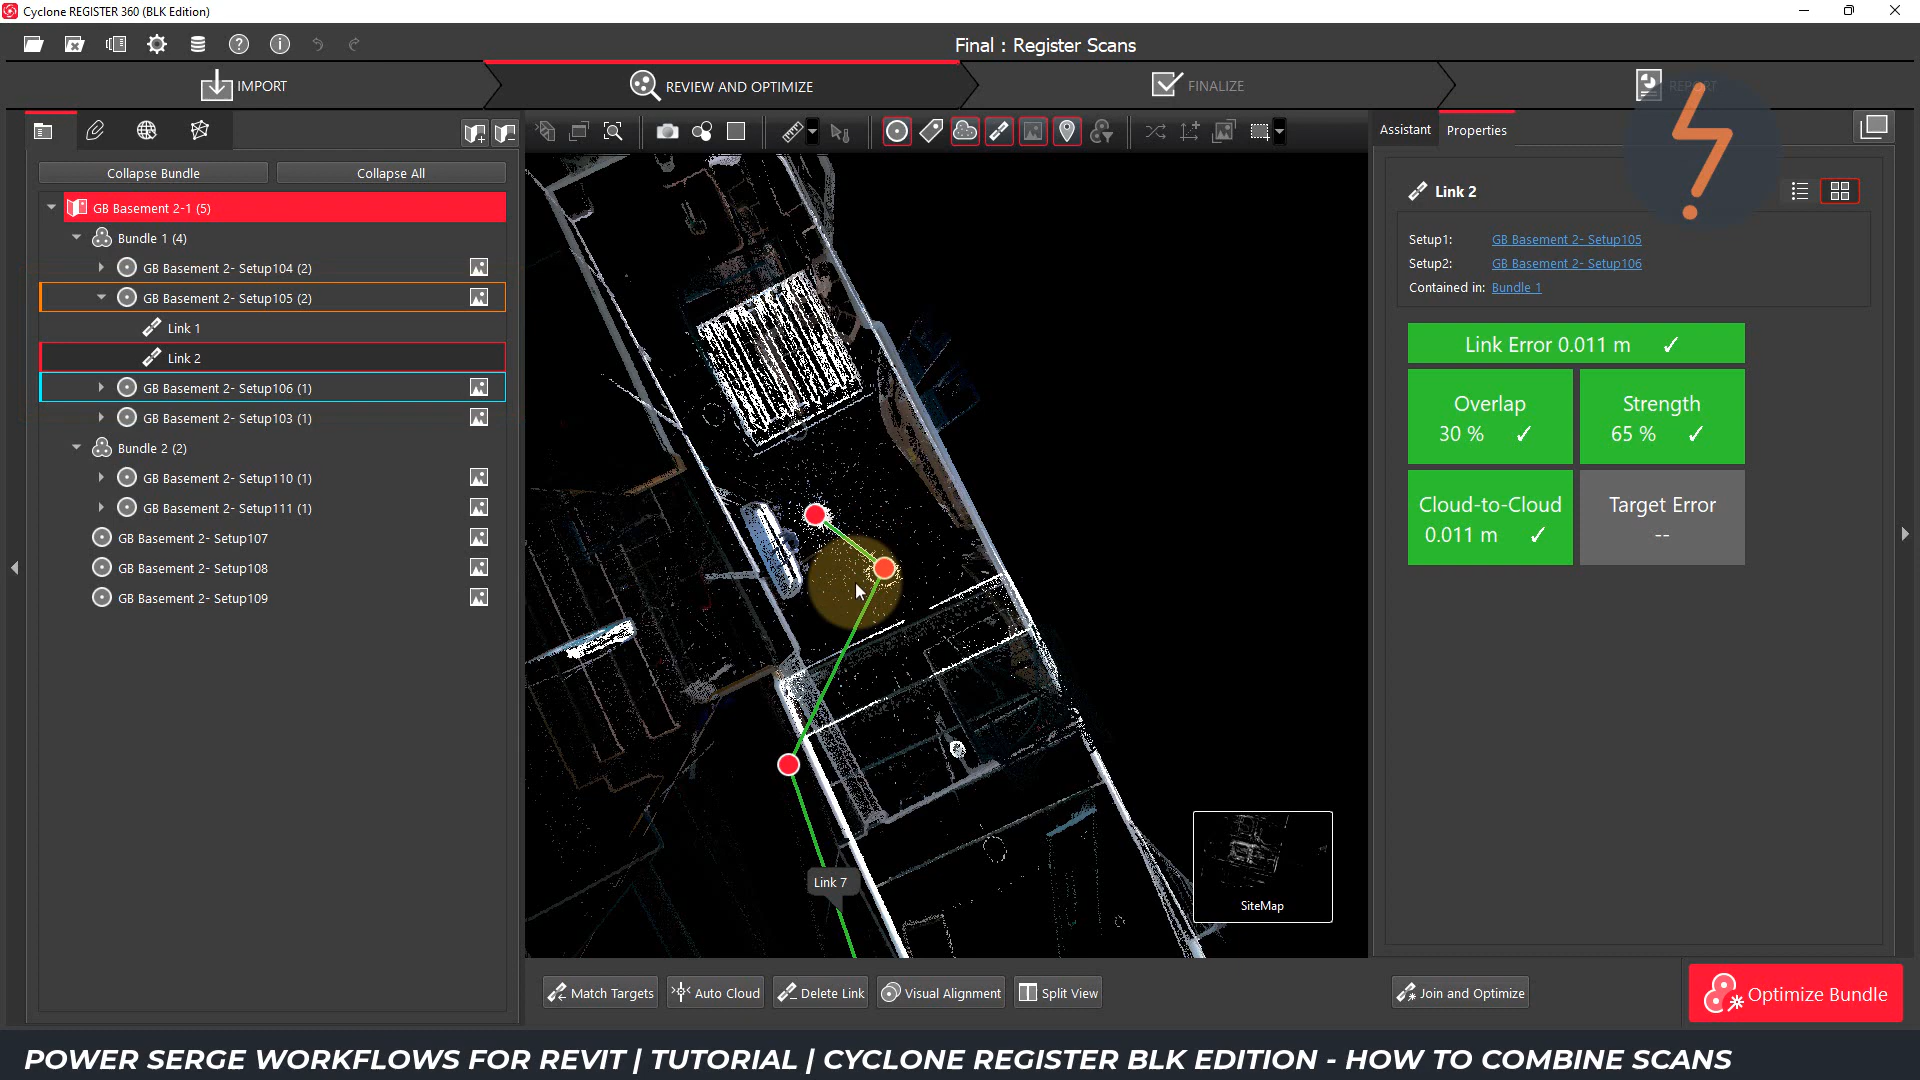 Cyclone REGISTER 360 (BLK Edition)
Final : Register Scans
IMPORT
REVIEW AND OPTIMIZE
FINALIZE
REPORT
Assistant
Properties
Collapse Bundle
Collapse All
GB Basement 2-1 (5)
Bundle 1 (4)
GB Basement 2- Setup104 (2)
GB Basement 2- Setup105 (2)
Link 1
Link 2
GB Basement 2- Setup106 (1)
GB Basement 2- Setup103 (1)
Bundle 2 (2)
GB Basement 2- Setup110 (1)
GB Basement 2- Setup111 (1)
GB Basement 2- Setup107
GB Basement 2- Setup108
GB Basement 2- Setup109
Link 7
SiteMap
Link 2
Setup1: GB Basement 2- Setup105
Setup2: GB Basement 2- Setup106
Contained in: Bundle 1
Link Error 0.011 m
Overlap
30 %
Strength
65 %
Cloud-to-Cloud
0.011 m
Target Error
--
Match Targets
Auto Cloud
Delete Link
Visual Alignment
Split View
Join and Optimize
Optimize Bundle
POWER SERGE WORKFLOWS FOR REVIT | TUTORIAL | CYCLONE REGISTER BLK EDITION - HOW TO COMBINE SCANS